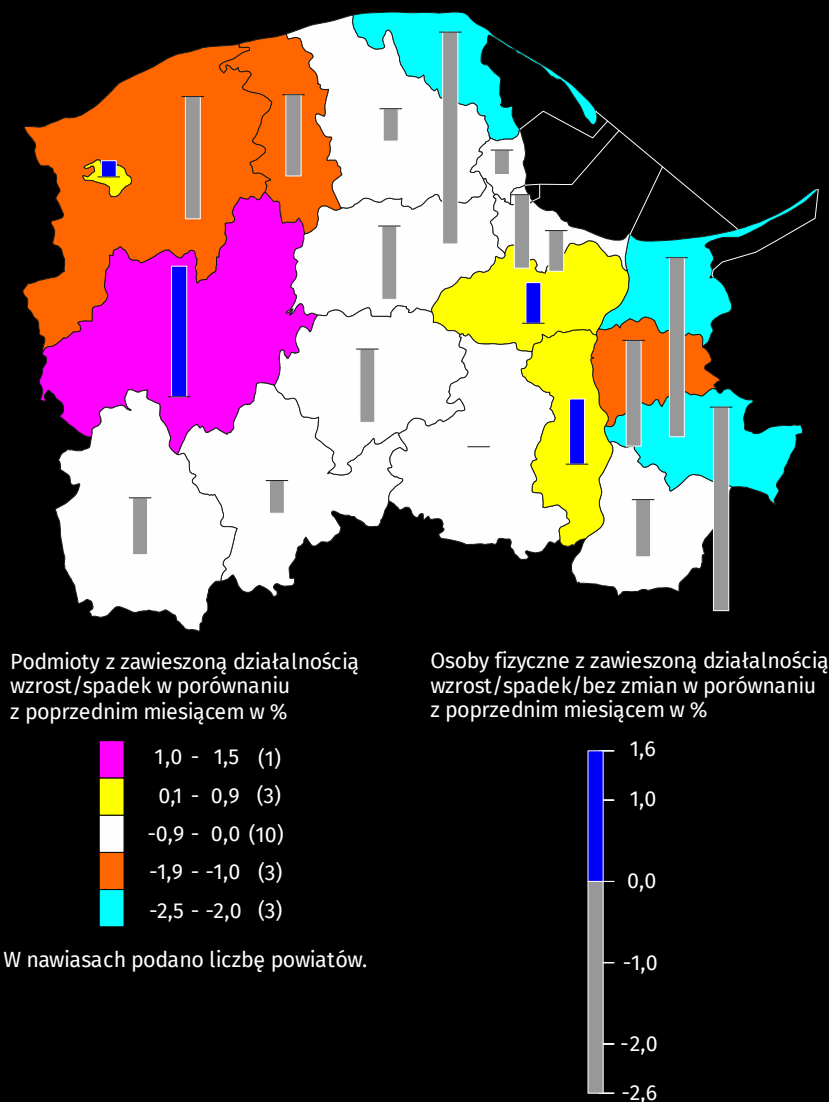 Podmioty z zawieszoną działalnością
wzrost/spadek w porównaniu
z poprzednim miesiącem w %
1,0 - 1,5 (1)
0,1 - 0,9 (3)
-0,9 - 0,0 (10)
-1,9 - -1,0 (3)
-2,5 - -2,0 (3)
W nawiasach podano liczbę powiatów.
Osoby fizyczne z zawieszoną działalnością
wzrost/spadek/bez zmian w porównaniu
z poprzednim miesiącem w %
1,6
1,0
0,0
-1,0
-2,0
-2,6